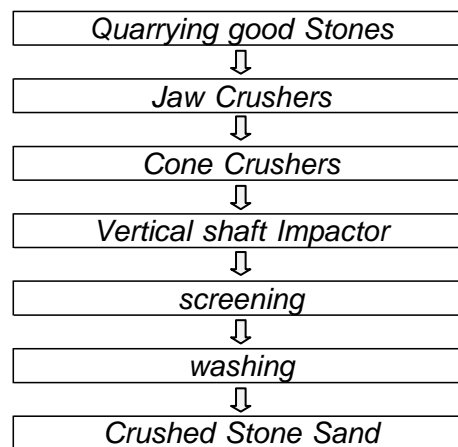 Quarrying good Stones
Jaw Crushers
Cone Crushers
Vertical shaft Impactor
screening
washing
Crushed Stone Sand